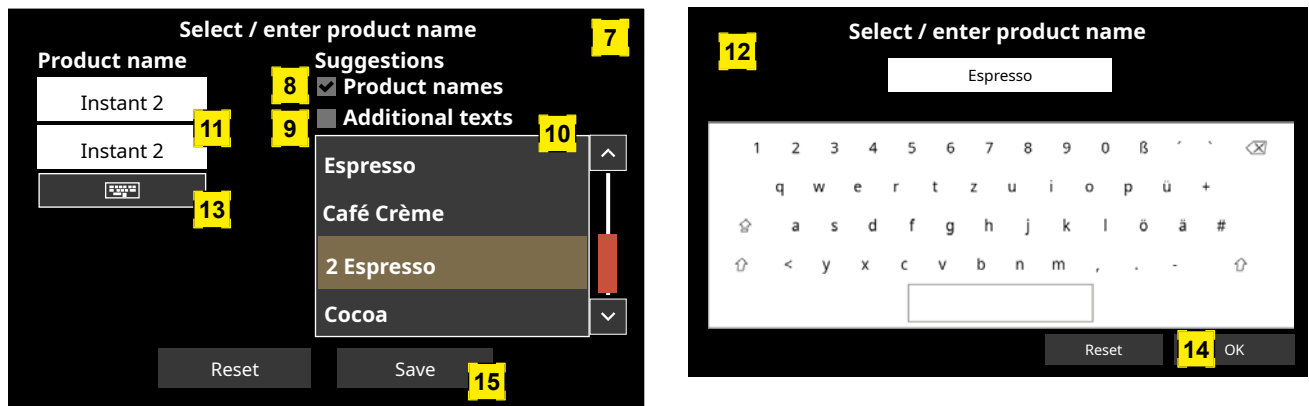 Select / enter product name
7
Product name
Suggestions
8
Product names
Instant 2
9
Additional texts
11
10
Instant 2
Espresso
13
Café Crème
2 Espresso
Cocoa
Reset
Save
15
Select / enter product name
12
Espresso
1 2 3 4 5 6 7 8 9 0 ß ´ `
q w e r t z u i o p ü +
a s d f g h j k l ö ä #
< y x c v b n m , . -
Reset
14
OK